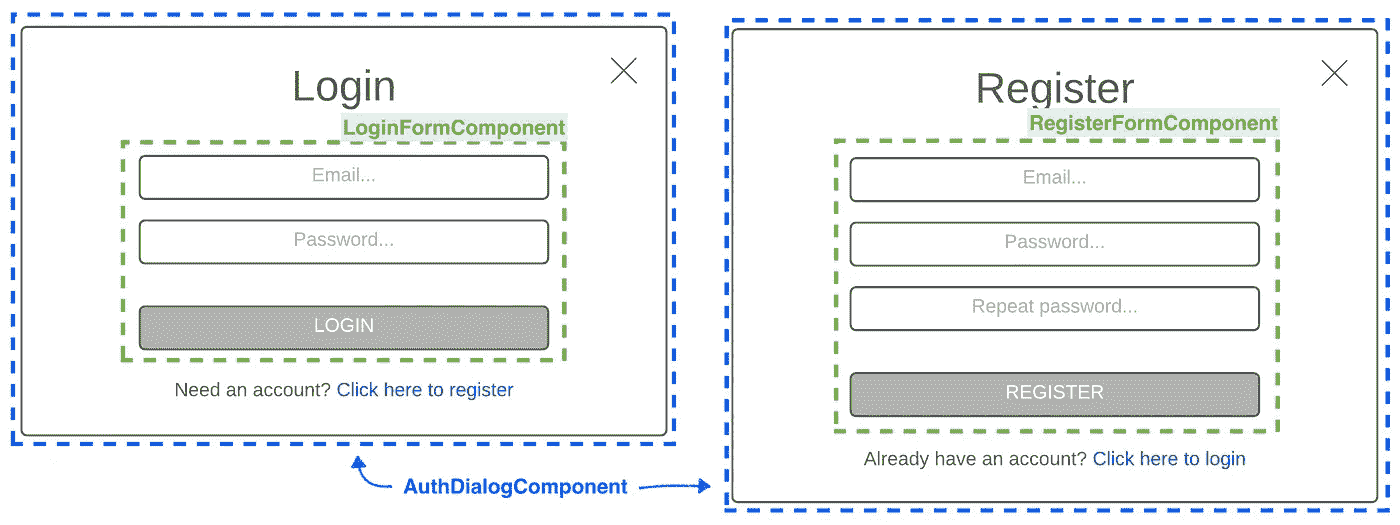 Login
LoginFormComponent
Email...
Password...
LOGIN
Need an account? Click here to register
Register
RegisterFormComponent
Email...
Password...
Repeat password...
REGISTER
Already have an account? Click here to login
AuthDialogComponent